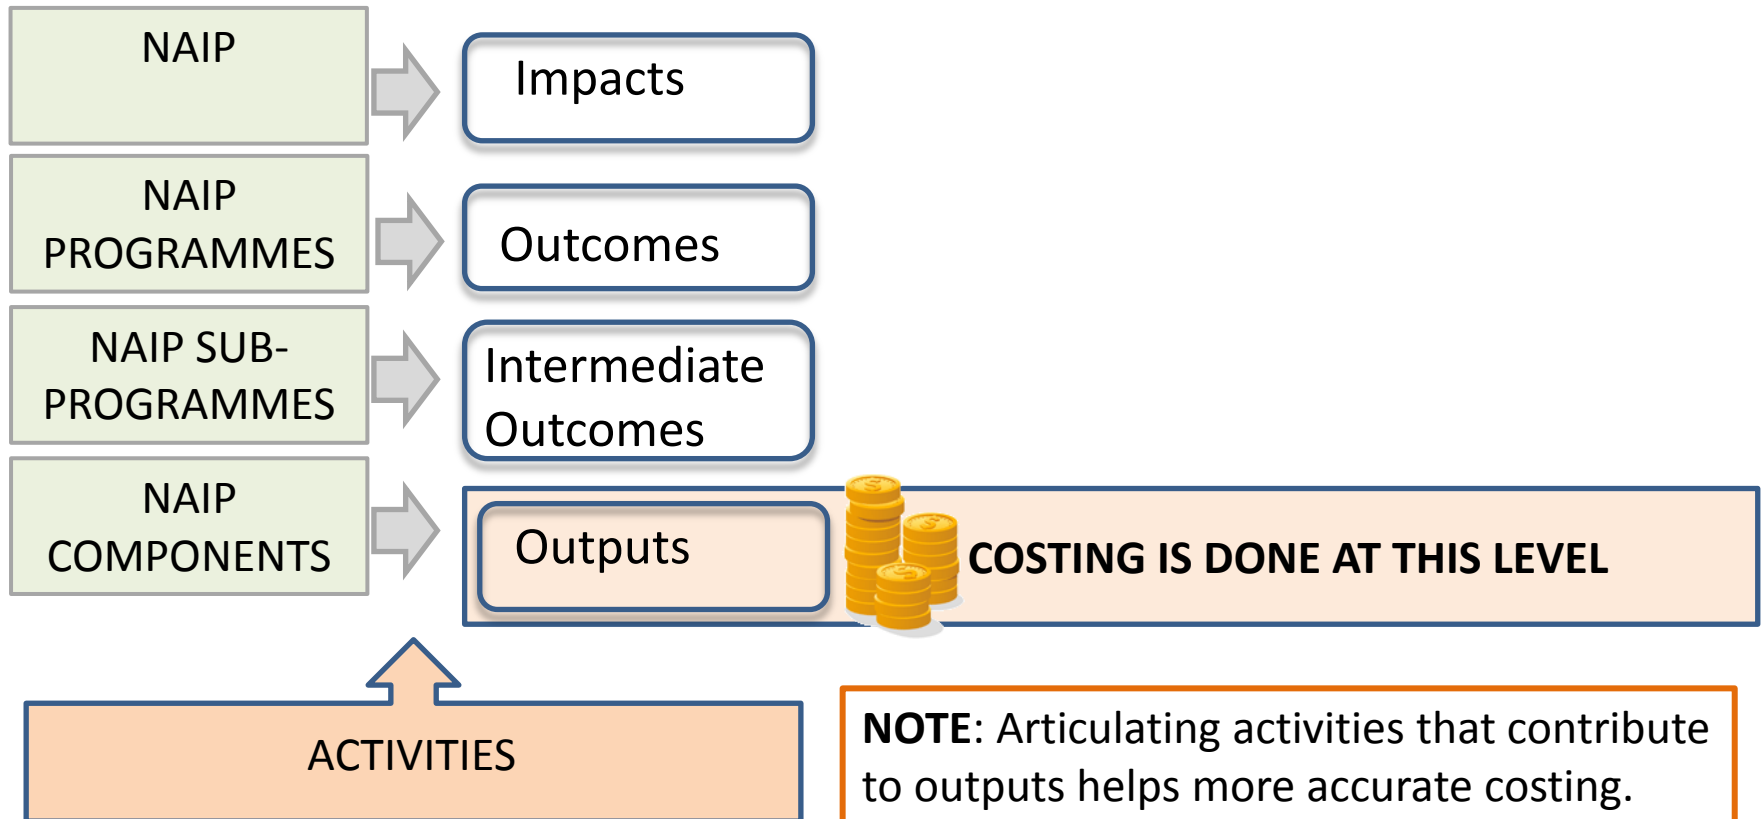 NAIP
Impacts
NAIP
PROGRAMMES
Outcomes
NAIP SUB-
PROGRAMMES
Intermediate
Outcomes
NAIP
COMPONENTS
Outputs
COSTING IS DONE AT THIS LEVEL
ACTIVITIES
NOTE: Articulating activities that contribute
to outputs helps more accurate costing.